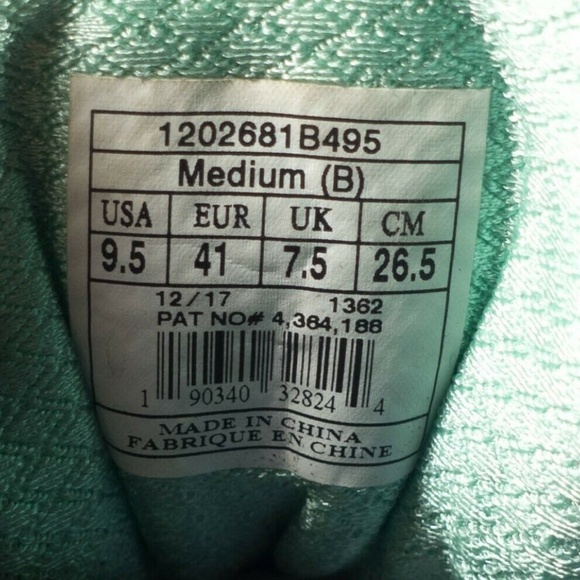 1202681B495
Medium (B)
USA EUR UK CM
9.5 41 7.5 26.5
12/17 1362
PAT NO# 4,364,188
1 90340 32824 4
MADE IN CHINA
FABRIQUE EN CHINE